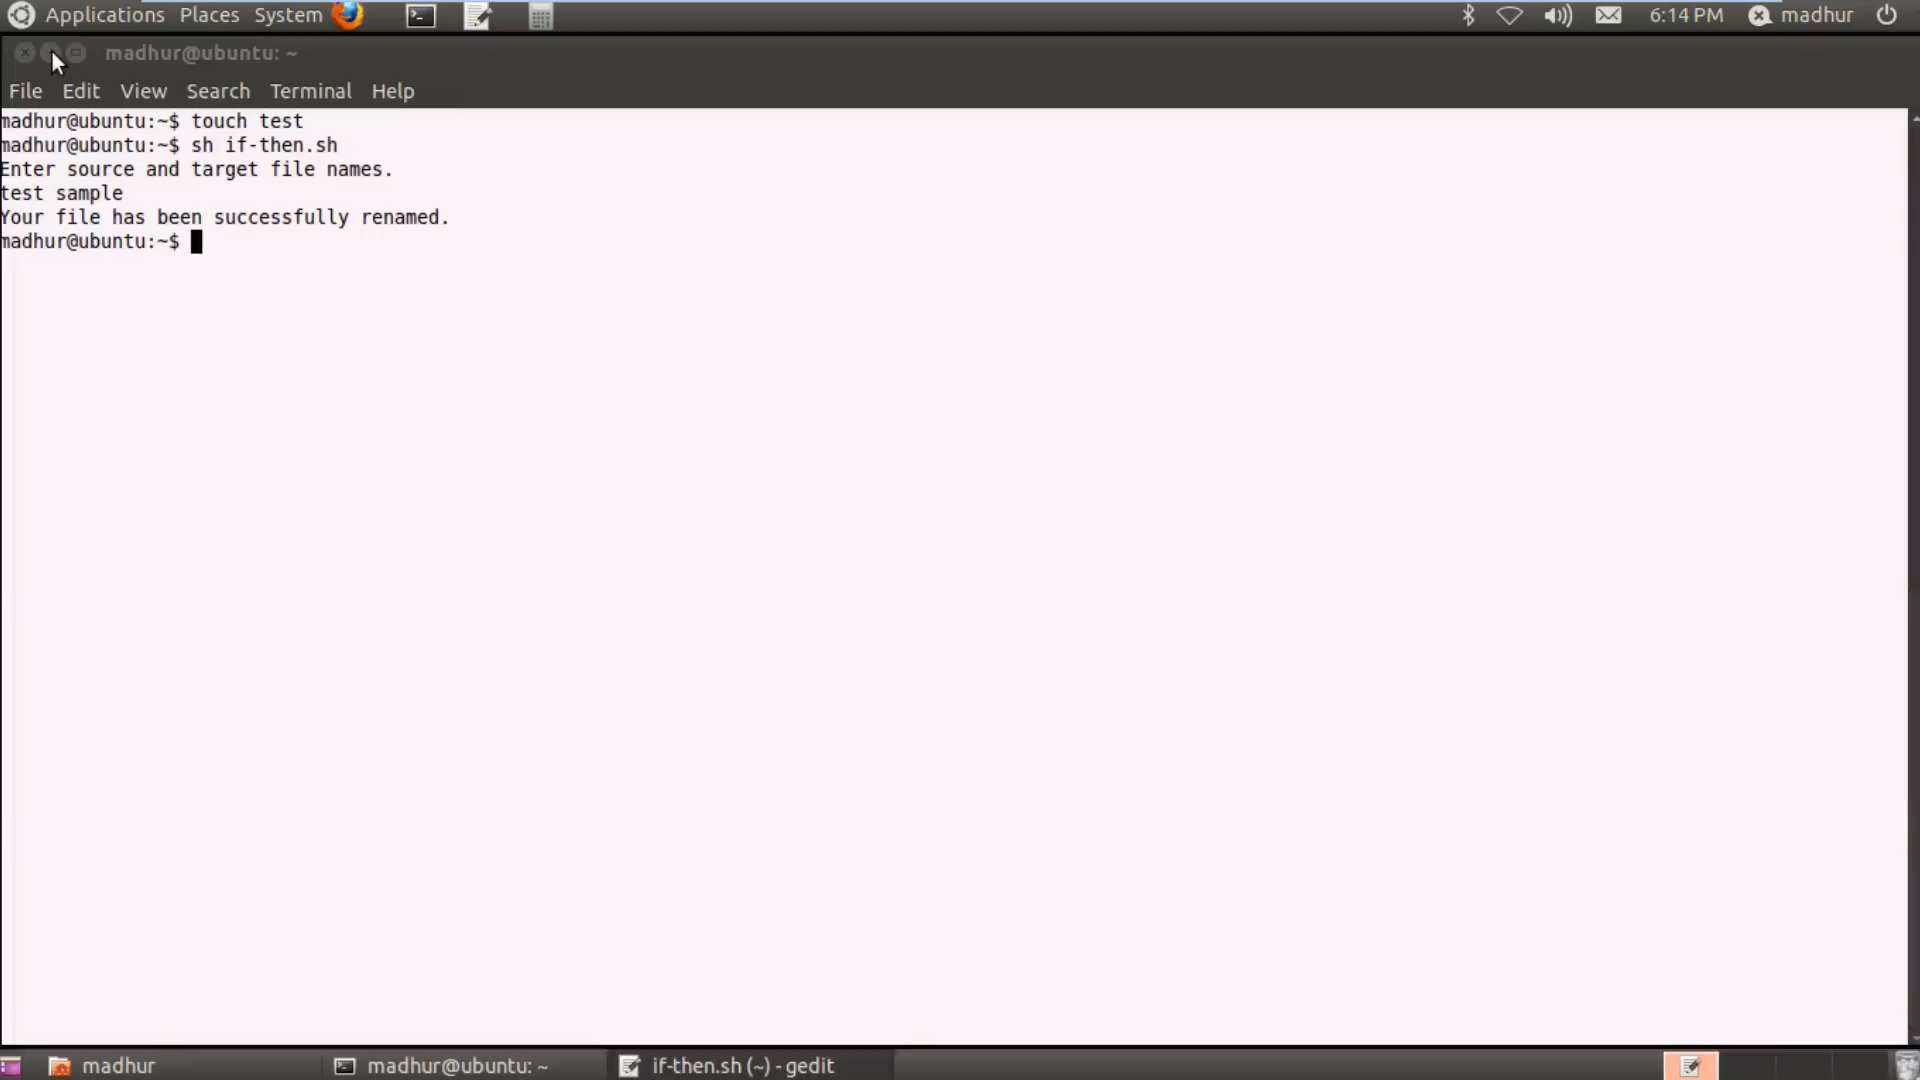 Applications Places System 6:14 PM madhur
madhur@ubuntu: ~
File Edit View Search Terminal Help
madhur@ubuntu:~$ touch test
madhur@ubuntu:~$ sh if-then.sh
Enter source and target file names.
test sample
Your file has been successfully renamed.
madhur@ubuntu:~$
madhur madhur@ubuntu: ~ if-then.sh (~) - gedit